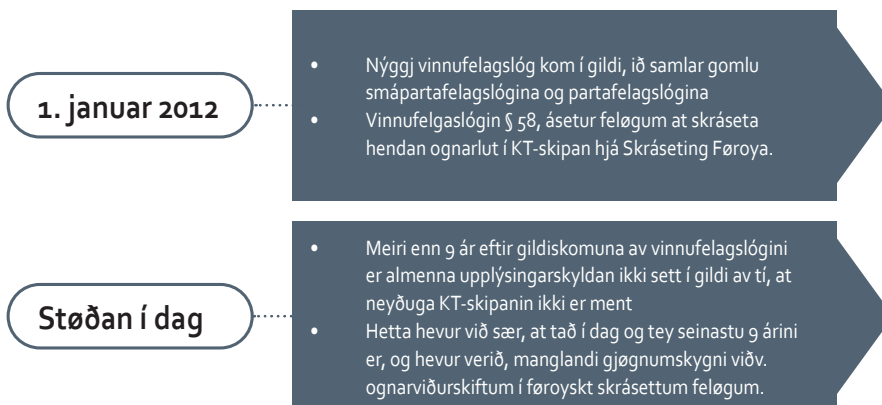 1. januar 2012
• Nýggj vinnufelagslóg kom í gildi, ið samlar gomlu
smápartafelagslógina og partafelagslógina
• Vinnufelgaslógin § 58, ásetur feløgum at skráseta
hendan ognarlut í KT-skipan hjá Skráseting Føroya.
Støðan í dag
• Meiri enn 9 ár eftir gildiskomuna av vinnufelagslógini
er almenna upplýsingarskyldan ikki sett í gildi av tí, at
neyðuga KT-skipanin ikki er ment
• Hetta hevur við sær, at tað í dag og tey seinastu 9 árini
er, og hevur verið, manglandi gjøgnumskygni viðv.
ognarviðurskiftum í føroyskt skrásettum feløgum.